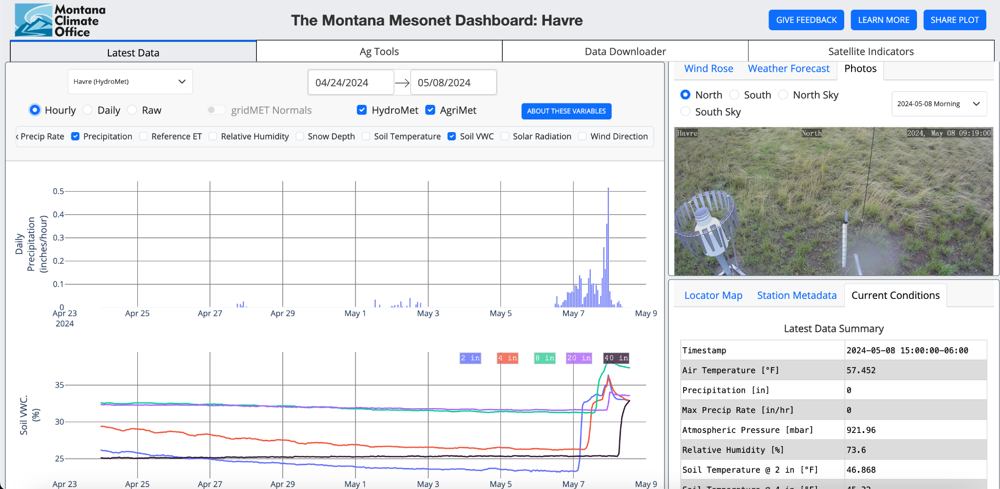 Montana
Climate
Office
The Montana Mesonet Dashboard: Havre
GIVE FEEDBACK
LEARN MORE
SHARE PLOT
Latest Data
Ag Tools
Data Downloader
Satellite Indicators
Havre (HydroMet)
04/24/2024
05/08/2024
Hourly
Daily
Raw
gridMET Normals
HydroMet
AgriMet
ABOUT THESE VARIABLES
Precip Rate
Precipitation
Reference ET
Relative Humidity
Snow Depth
Soil Temperature
Soil VWC
Solar Radiation
Wind Direction
0.5
0.4
0.3
0.2
0.1
0
Daily
Precipitation
(inches/hour)
Apr 23
2024
Apr 25
Apr 27
Apr 29
May 1
May 3
May 5
May 7
May 9
2 in
4 in
8 in
20 in
40 in
35
30
25
Soil VWC.
(%)
Apr 23
Apr 25
Apr 27
Apr 29
May 1
May 3
May 5
May 7
May 9
Wind Rose
Weather Forecast
Photos
North
South
North Sky
South Sky
2024-05-08 Morning
Havre
North
2024, May 08 09:19:00
Locator Map
Station Metadata
Current Conditions
Latest Data Summary
Timestamp 2024-05-08 15:00:00-06:00
Air Temperature [°F] 57.452
Precipitation [in] 0
Max Precip Rate [in/hr] 0
Atmospheric Pressure [mbar] 921.96
Relative Humidity [%] 73.6
Soil Temperature @ 2 in [°F] 46.868
Soil Temperature @ 4 in [°F] 45.32